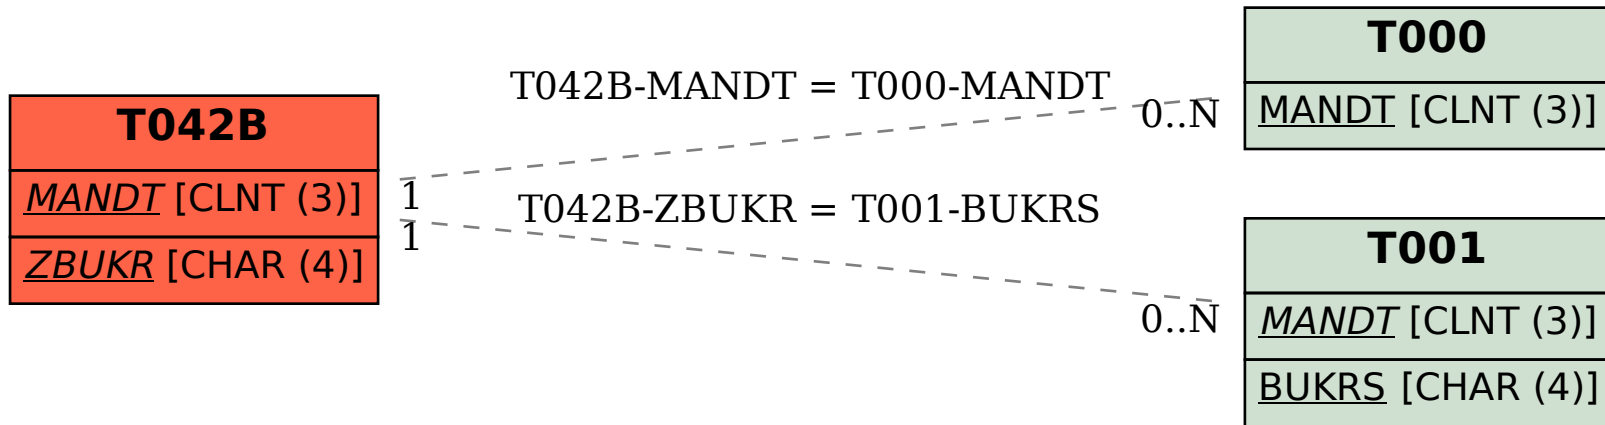 T042B
MANDT [CLNT (3)]
ZBUKR [CHAR (4)]
T042B-MANDT = T000-MANDT
1
0..N
T042B-ZBUKR = T001-BUKRS
1
0..N
T000
MANDT [CLNT (3)]
T001
MANDT [CLNT (3)]
BUKRS [CHAR (4)]